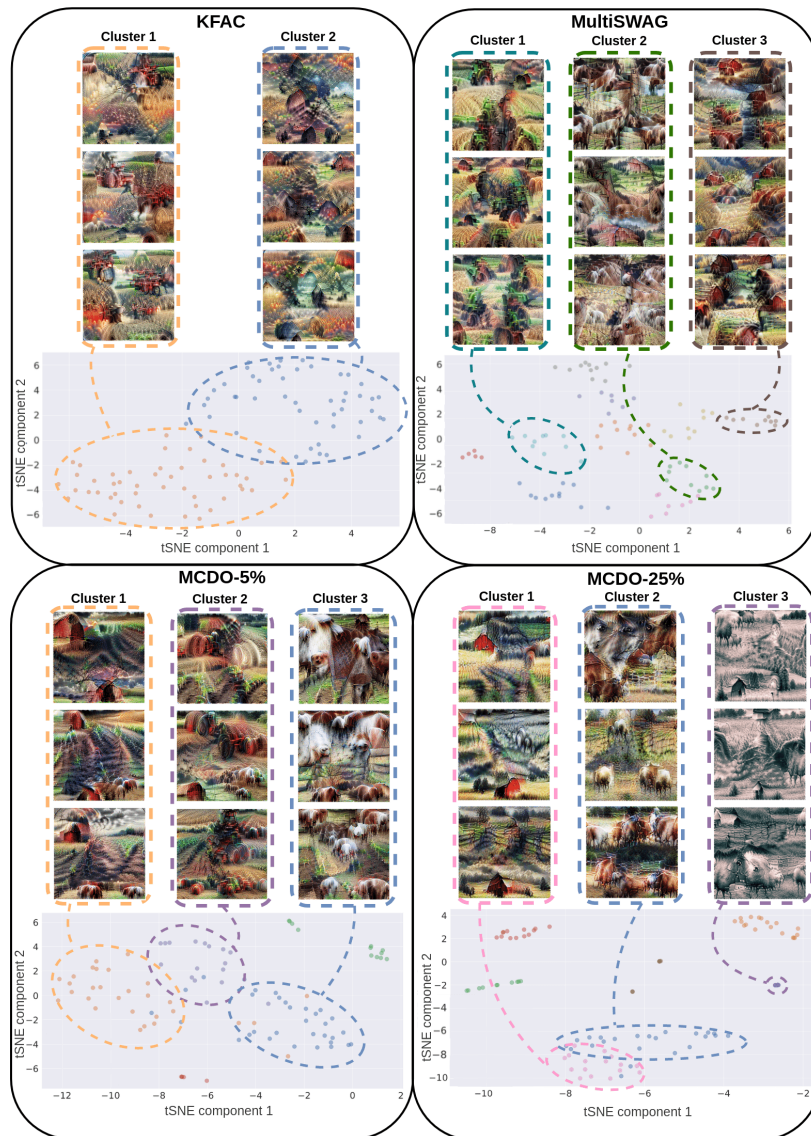 KFAC
Cluster 1
Cluster 2
6
4
2
0
−2
−4
−6
tSNE component 2
−4
−2
0
2
4
tSNE component 1
MultiSWAG
Cluster 1
Cluster 2
Cluster 3
6
4
2
0
−2
−4
−6
tSNE component 2
−8
−6
−4
−2
0
2
4
6
tSNE component 1
MCDO-5%
Cluster 1
Cluster 2
Cluster 3
6
4
2
0
−2
−4
−6
tSNE component 2
−12
−10
−8
−6
−4
−2
0
2
tSNE component 1
MCDO-25%
Cluster 1
Cluster 2
Cluster 3
4
2
0
−2
−4
−6
−8
−10
tSNE component 2
−10
−8
−6
−4
−2
tSNE component 1